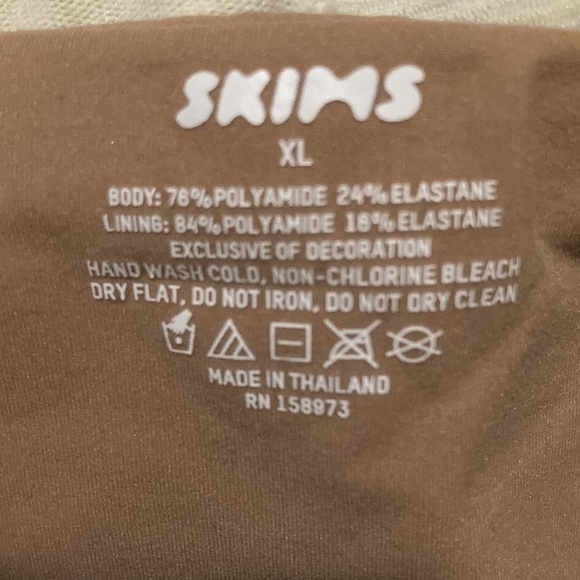 SKIMS
XL
BODY: 76% POLYAMIDE 24% ELASTANE
LINING: 84% POLYAMIDE 16% ELASTANE
EXCLUSIVE OF DECORATION
HAND WASH COLD, NON-CHLORINE BLEACH
DRY FLAT, DO NOT IRON, DO NOT DRY CLEAN
MADE IN THAILAND
RN 158973